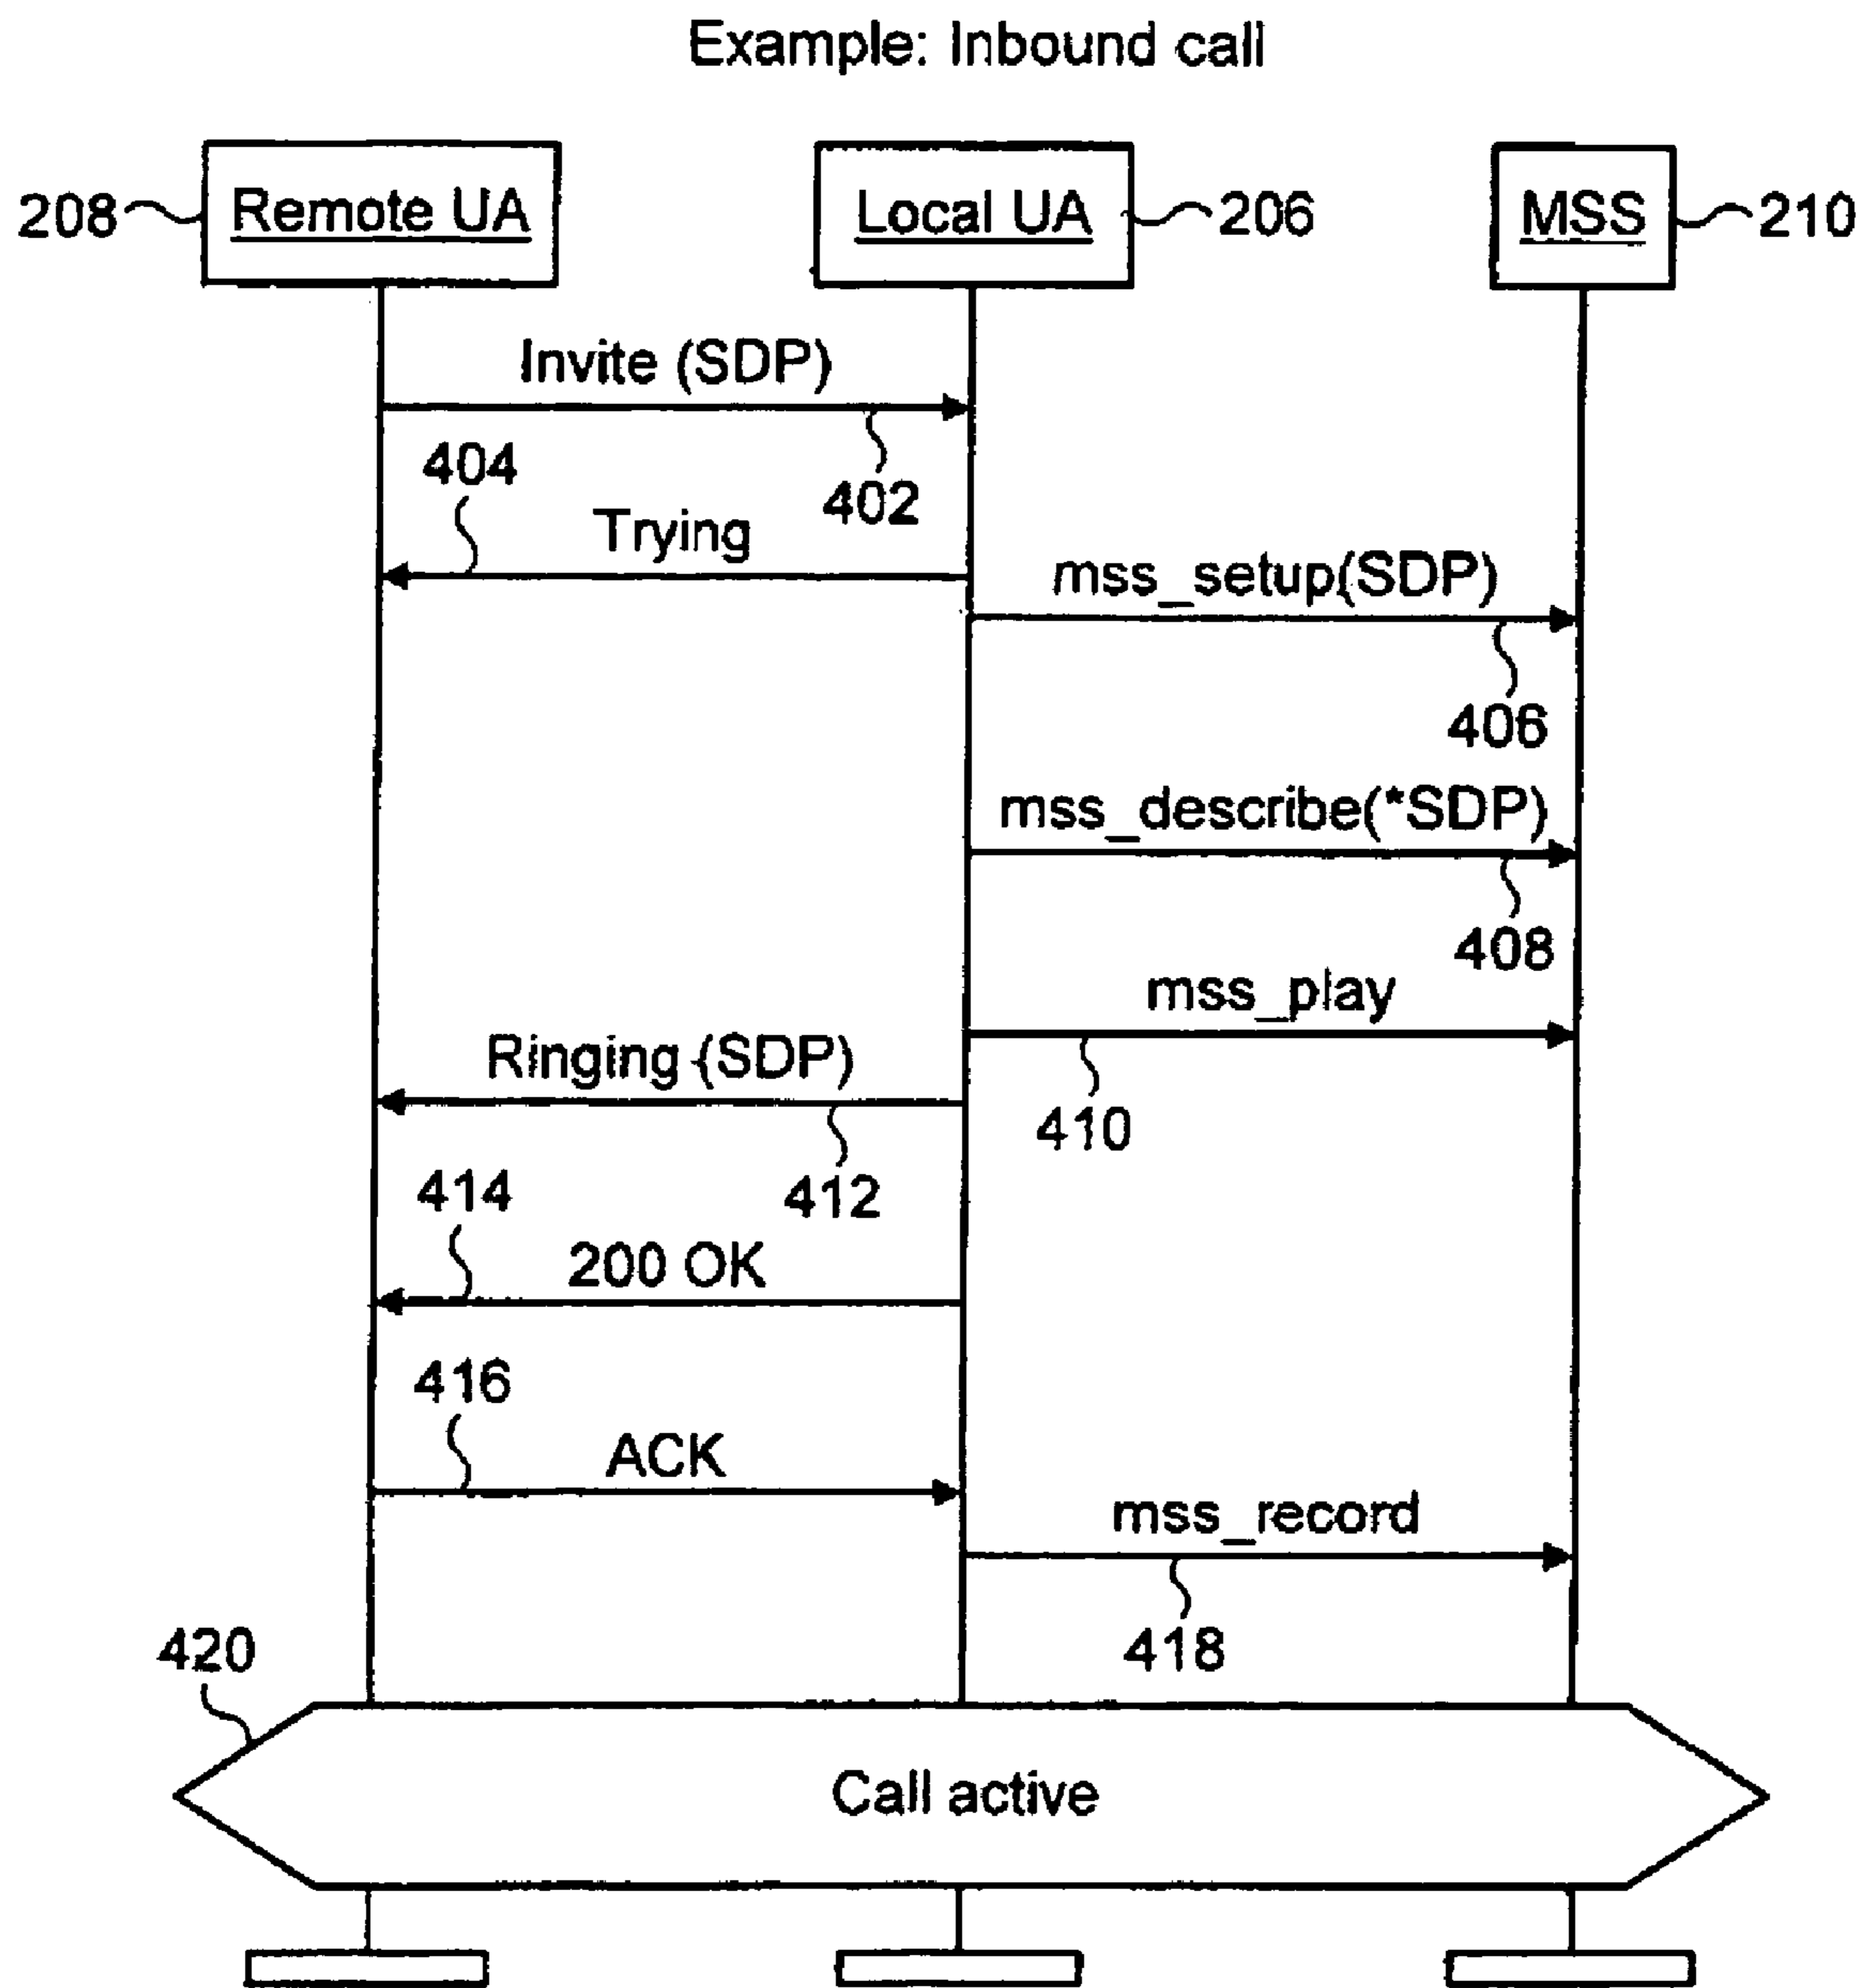 Example: Inbound call
208 Remote UA Local UA 206 MSS 210
Invite (SDP)
402
404
Trying
mss_setup(SDP)
406
mss_describe(*SDP)
408
mss_play
410
Ringing (SDP)
412
414
200 OK
416
ACK
mss_record
418
420
Call active